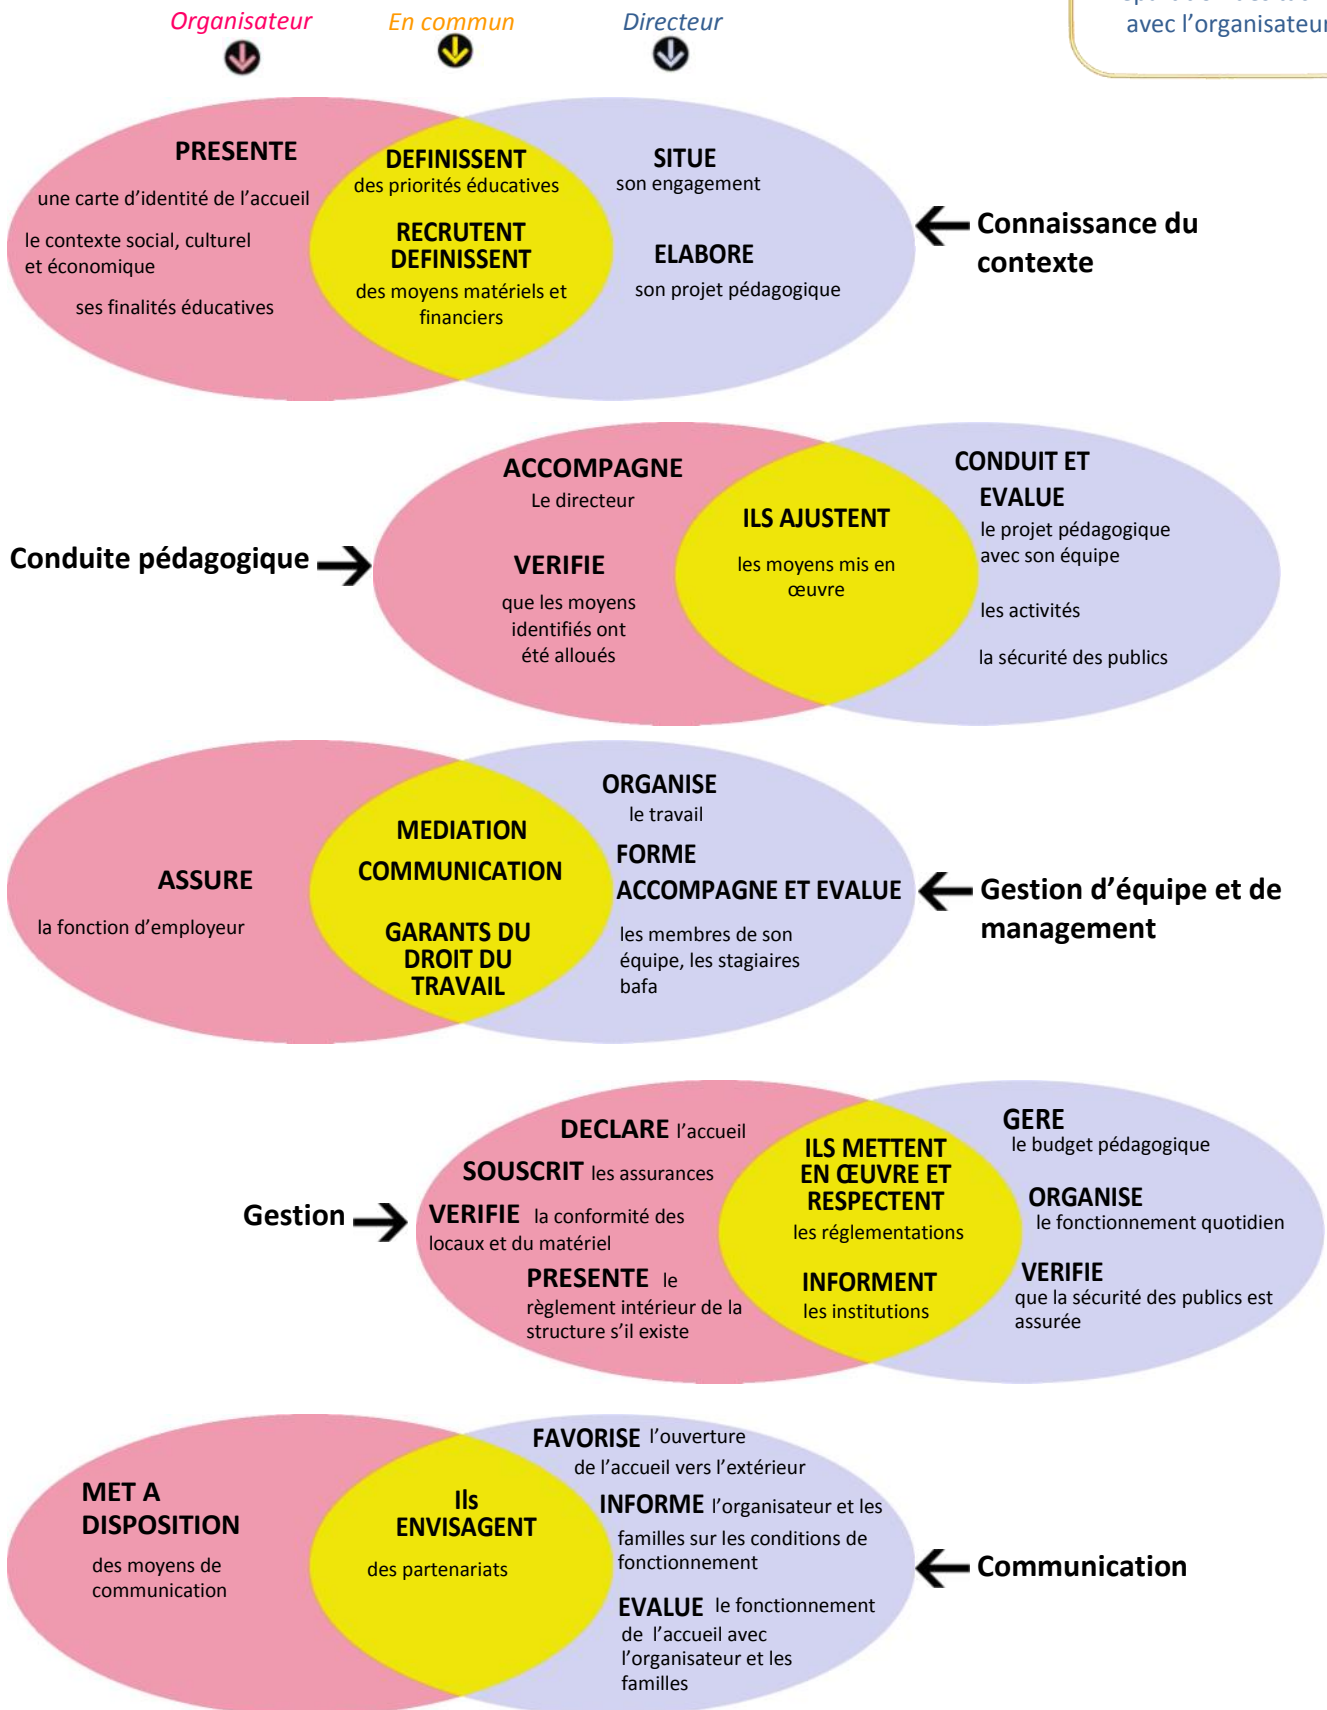 Organisateur
En commun
Directeur
avec l’organisateur
PRESENTE
une carte d’identité de l’accueil
le contexte social, culturel
et économique
ses finalités éducatives
DEFINISSENT
des priorités éducatives
RECRUTENT
DEFINISSENT
des moyens matériels et
financiers
SITUE
son engagement
ELABORE
son projet pédagogique
Connaissance du
contexte
Conduite pédagogique
ACCOMPAGNE
Le directeur
VERIFIE
que les moyens
identifiés ont
été alloués
ILS AJUSTENT
les moyens mis en
œuvre
CONDUIT ET
EVALUE
le projet pédagogique
avec son équipe
les activités
la sécurité des publics
ASSURE
la fonction d’employeur
MEDIATION
COMMUNICATION
GARANTS DU
DROIT DU
TRAVAIL
ORGANISE
le travail
FORME
ACCOMPAGNE ET EVALUE
les membres de son
équipe, les stagiaires
bafa
Gestion d’équipe et de
management
Gestion
DECLARE l’accueil
SOUSCRIT les assurances
VERIFIE la conformité des
locaux et du matériel
PRESENTE le
règlement intérieur de la
structure s’il existe
ILS METTENT
EN ŒUVRE ET
RESPECTENT
les réglementations
INFORMENT
les institutions
GERE
le budget pédagogique
ORGANISE
le fonctionnement quotidien
VERIFIE
que la sécurité des publics est
assurée
MET A
DISPOSITION
des moyens de
communication
Ils
ENVISAGENT
des partenariats
FAVORISE l’ouverture
de l’accueil vers l’extérieur
INFORME l’organisateur et les
familles sur les conditions de
fonctionnement
EVALUE le fonctionnement
de l’accueil avec
l’organisateur et les
familles
Communication